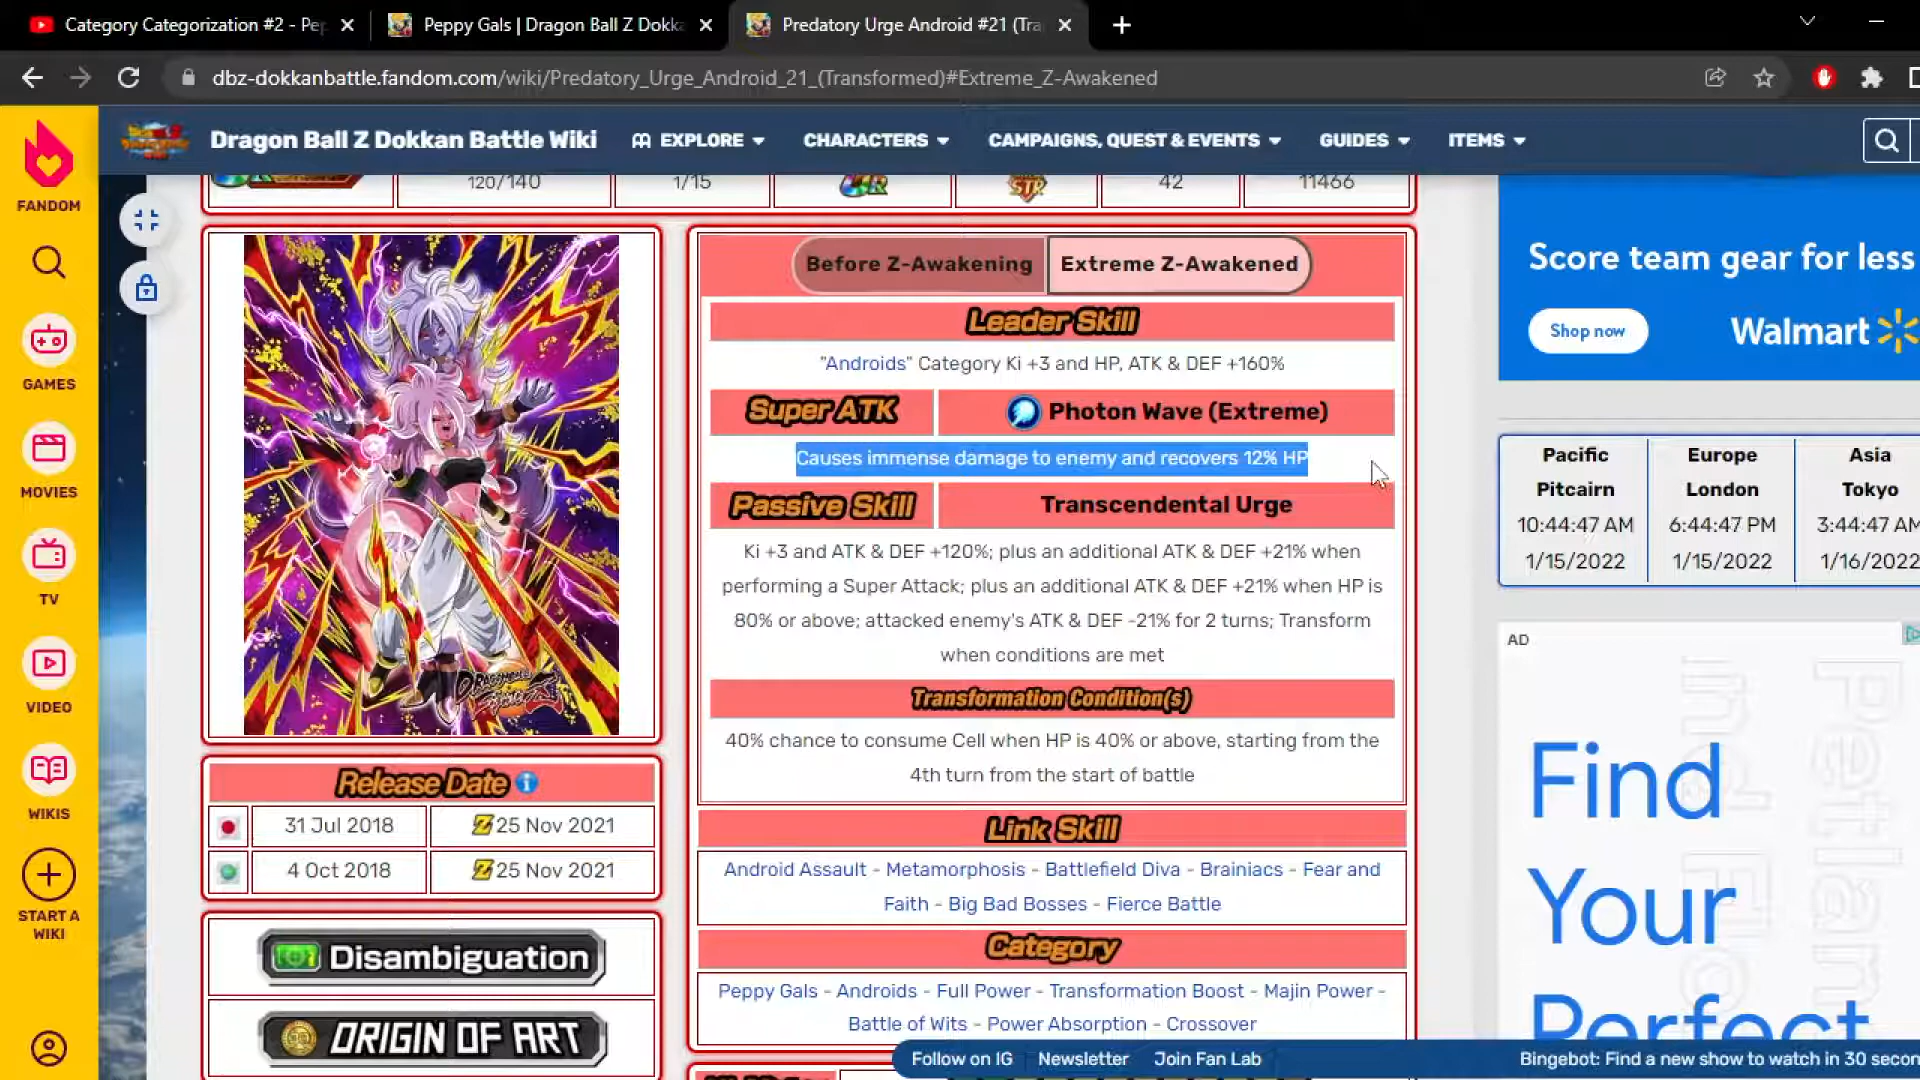 Category Categorization #2 - Pep
Peppy Gals | Dragon Ball Z Dokka
Predatory Urge Android #21 (Tra
dbz-dokkanbattle.fandom.com/wiki/Predatory_Urge_Android_21_(Transformed)#Extreme_Z-Awakened
Dragon Ball Z Dokkan Battle Wiki
EXPLORE
CHARACTERS
CAMPAIGNS, QUEST & EVENTS
GUIDES
ITEMS
FANDOM
GAMES
MOVIES
TV
VIDEO
WIKIS
START A
WIKI
120/140
1/15
STR
42
11466
Before Z-Awakening
Extreme Z-Awakened
Leader Skill
"Androids" Category Ki +3 and HP, ATK & DEF +160%
Super ATK
Photon Wave (Extreme)
Causes immense damage to enemy and recovers 12% HP
Passive Skill
Transcendental Urge
Ki +3 and ATK & DEF +120%; plus an additional ATK & DEF +21% when
performing a Super Attack; plus an additional ATK & DEF +21% when HP is
80% or above; attacked enemy's ATK & DEF -21% for 2 turns; Transform
when conditions are met
Transformation Condition(s)
40% chance to consume Cell when HP is 40% or above, starting from the
4th turn from the start of battle
Link Skill
Android Assault - Metamorphosis - Battlefield Diva - Brainiacs - Fear and
Faith - Big Bad Bosses - Fierce Battle
Category
Peppy Gals - Androids - Full Power - Transformation Boost - Majin Power -
Battle of Wits - Power Absorption - Crossover
Release Date
31 Jul 2018
Z 25 Nov 2021
4 Oct 2018
Z 25 Nov 2021
Disambiguation
ORIGIN OF ART
Score team gear for less
Shop now
Walmart
Pacific
Pitcairn
10:44:47 AM
1/15/2022
Europe
London
6:44:47 PM
1/15/2022
Asia
Tokyo
3:44:47 AM
1/16/2022
AD
Find
Your
Perfect
Follow on IG
Newsletter
Join Fan Lab
Bingebot: Find a new show to watch in 30 secon